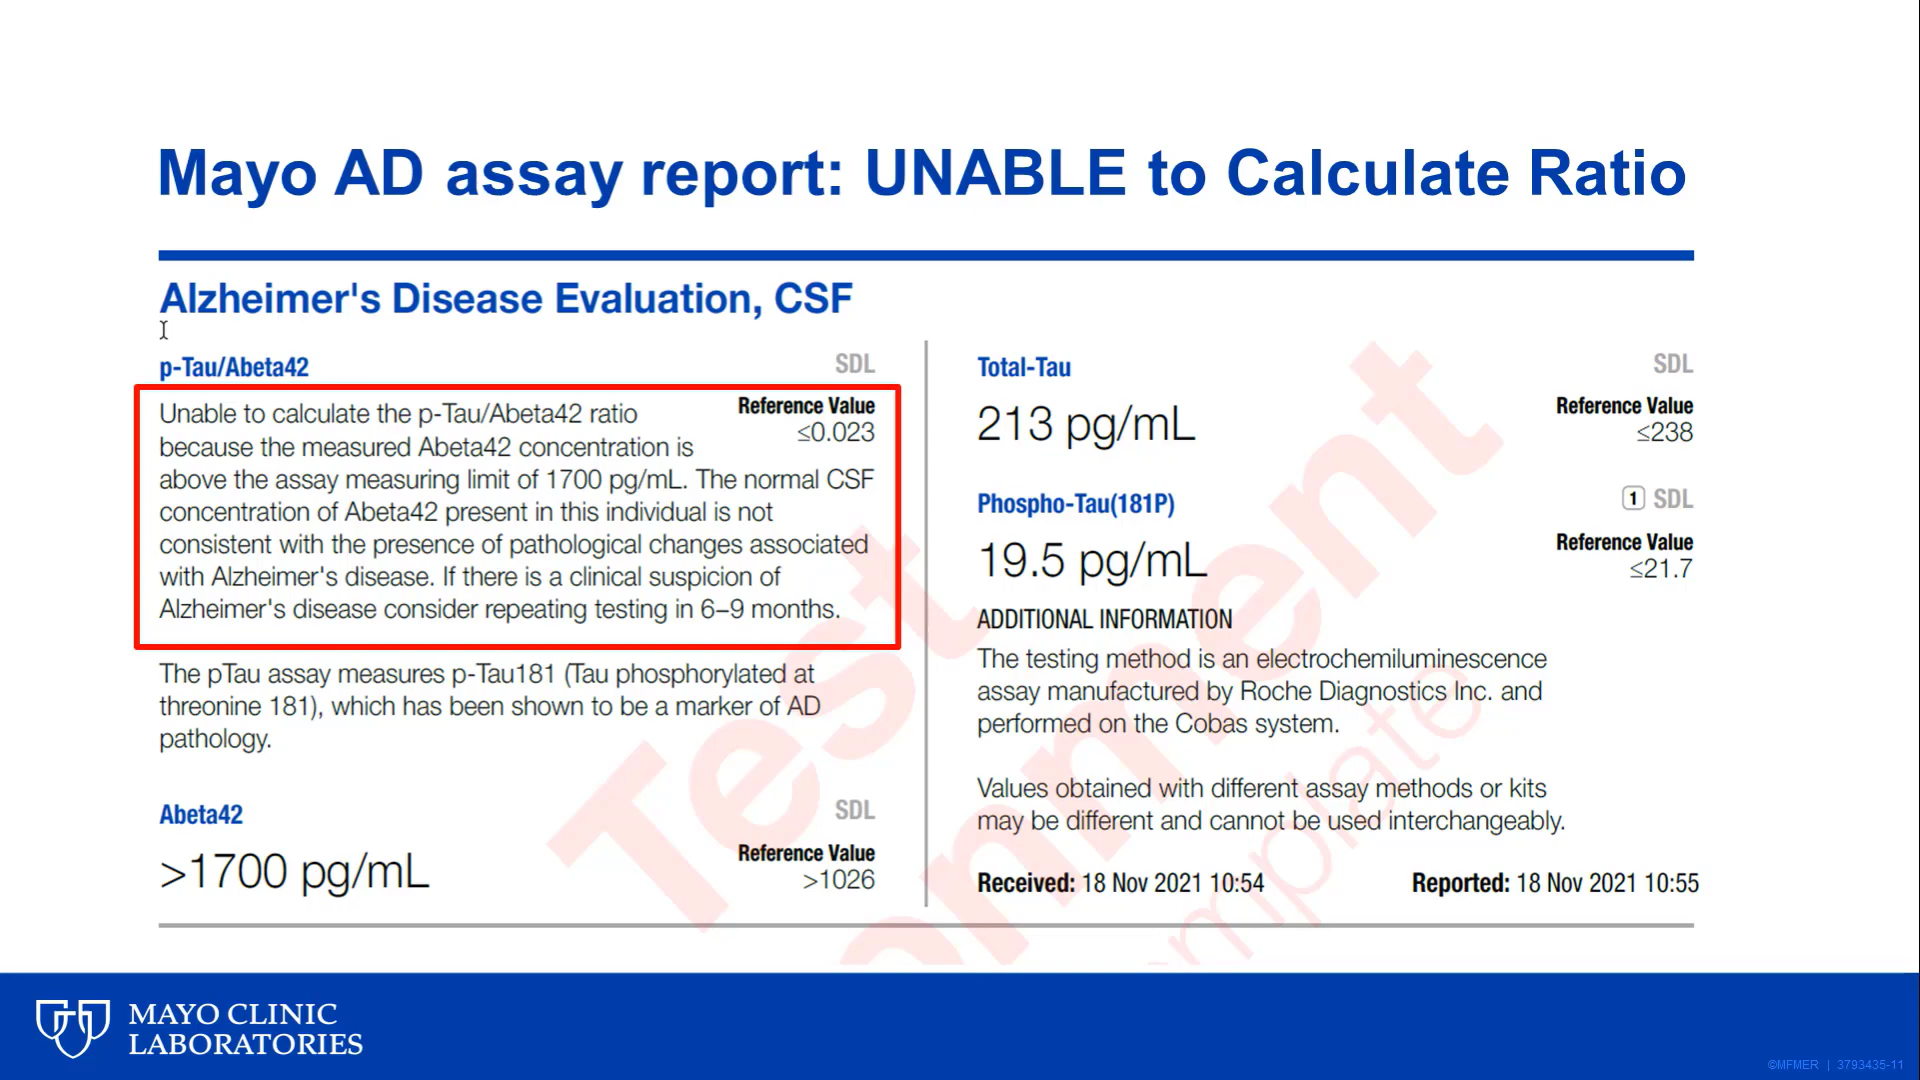 Mayo AD assay report: UNABLE to Calculate Ratio
Alzheimer's Disease Evaluation, CSF
p-Tau/Abeta42
SDL
Reference Value
≤0.023
Unable to calculate the p-Tau/Abeta42 ratio
because the measured Abeta42 concentration is
above the assay measuring limit of 1700 pg/mL. The normal CSF
concentration of Abeta42 present in this individual is not
consistent with the presence of pathological changes associated
with Alzheimer's disease. If there is a clinical suspicion of
Alzheimer's disease consider repeating testing in 6–9 months.
The pTau assay measures p-Tau181 (Tau phosphorylated at
threonine 181), which has been shown to be a marker of AD
pathology.
Abeta42
SDL
>1700 pg/mL
Reference Value
>1026
Total-Tau
SDL
213 pg/mL
Reference Value
≤238
Phospho-Tau(181P)
1 SDL
19.5 pg/mL
Reference Value
≤21.7
ADDITIONAL INFORMATION
The testing method is an electrochemiluminescence
assay manufactured by Roche Diagnostics Inc. and
performed on the Cobas system.
Values obtained with different assay methods or kits
may be different and cannot be used interchangeably.
Received: 18 Nov 2021 10:54
Reported: 18 Nov 2021 10:55
Test
onment
mplate
MAYO CLINIC
LABORATORIES
©MFMER | 3793435-11